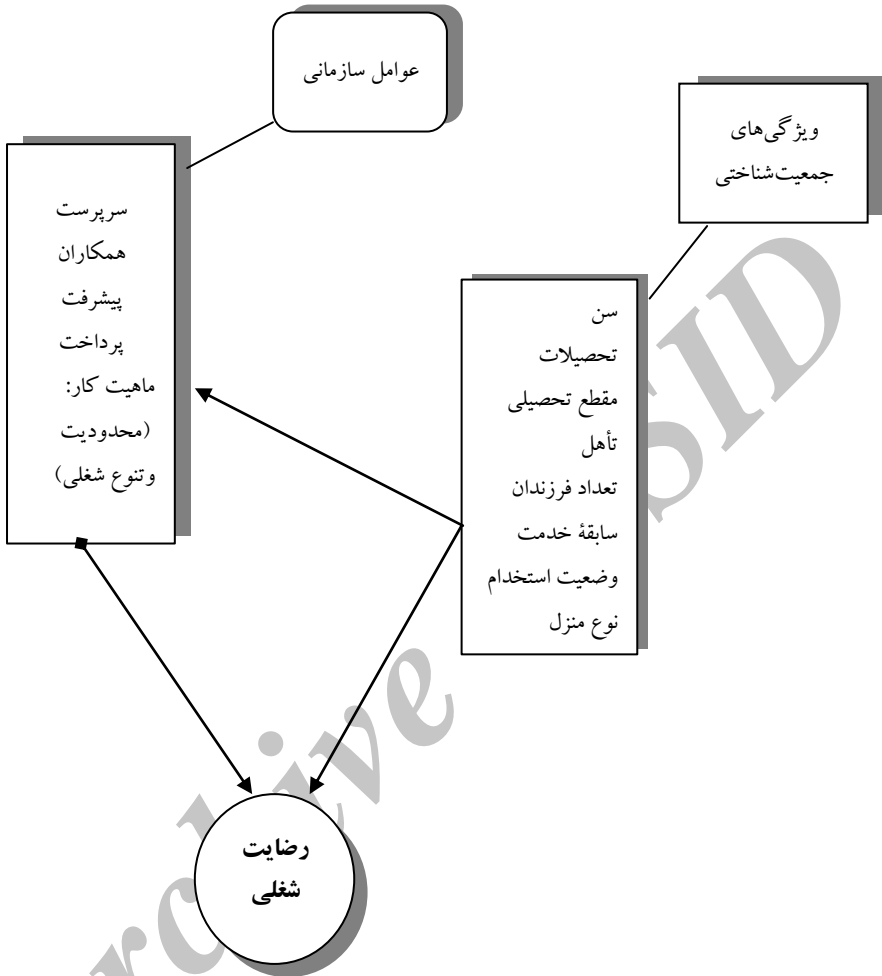 عوامل سازمانی
ویژگی‌های
جمعیت‌شناختی
سرپرست
همکاران
پیشرفت
پرداخت
ماهیت کار:
(محدودیت
وتنوع شغلی)
سن
تحصیلات
مقطع تحصیلی
تأهل
تعداد فرزندان
سابقۀ خدمت
وضعیت استخدام
نوع منزل
رضایت
شغلی